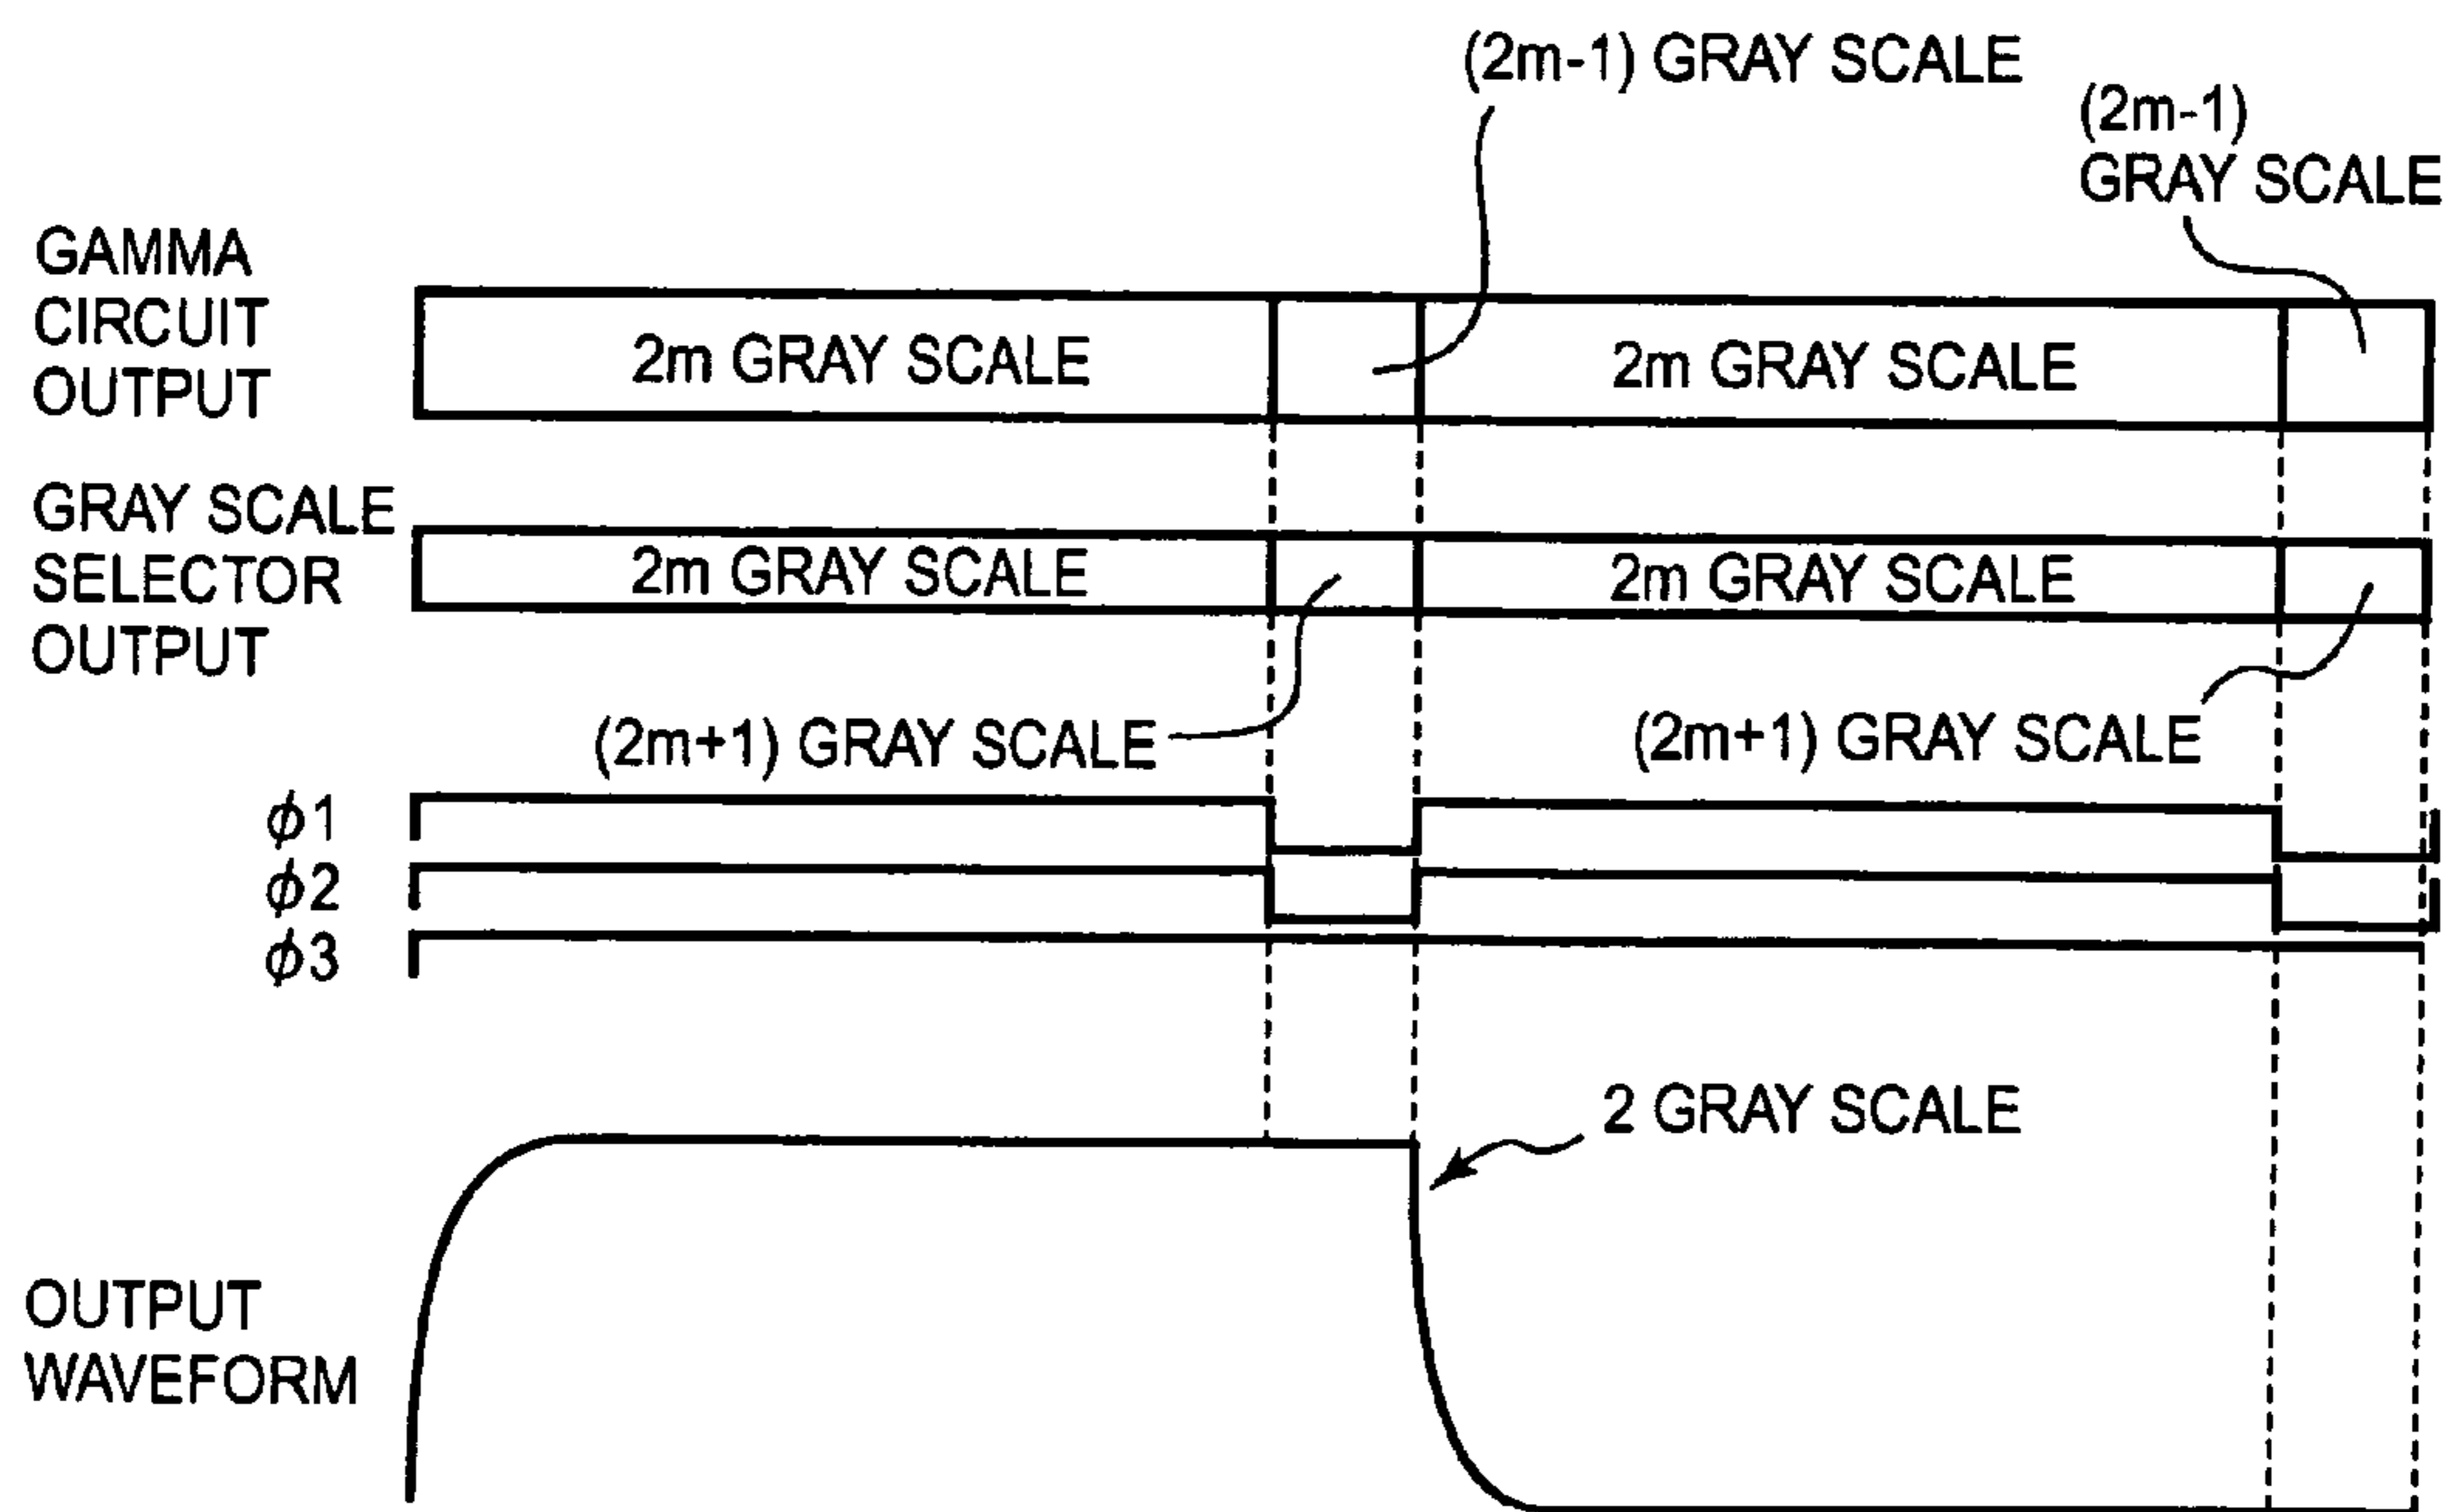 (2m-1) GRAY SCALE
(2m-1)
GRAY SCALE
GAMMA
CIRCUIT
OUTPUT
2m GRAY SCALE
2m GRAY SCALE
GRAY SCALE
SELECTOR
OUTPUT
2m GRAY SCALE
2m GRAY SCALE
(2m+1) GRAY SCALE
(2m+1) GRAY SCALE
ϕ1
ϕ2
ϕ3
2 GRAY SCALE
OUTPUT
WAVEFORM